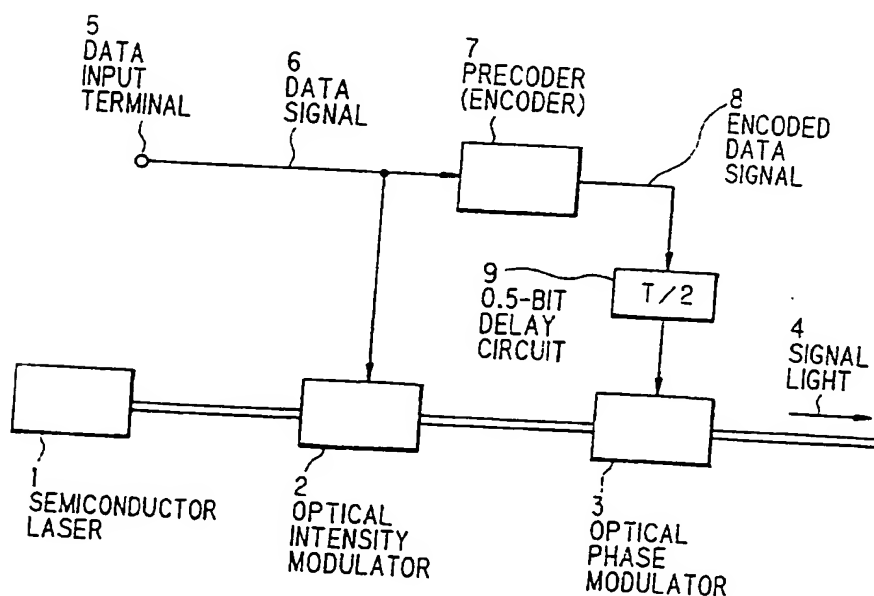 5
DATA
INPUT
TERMINAL
6
DATA
SIGNAL
7
PRECODER
(ENCODER)
8
ENCODED
DATA
SIGNAL
9
0.5-BIT
DELAY
CIRCUIT
T/2
4
SIGNAL
LIGHT
1
SEMICONDUCTOR
LASER
2
OPTICAL
INTENSITY
MODULATOR
3
OPTICAL
PHASE
MODULATOR